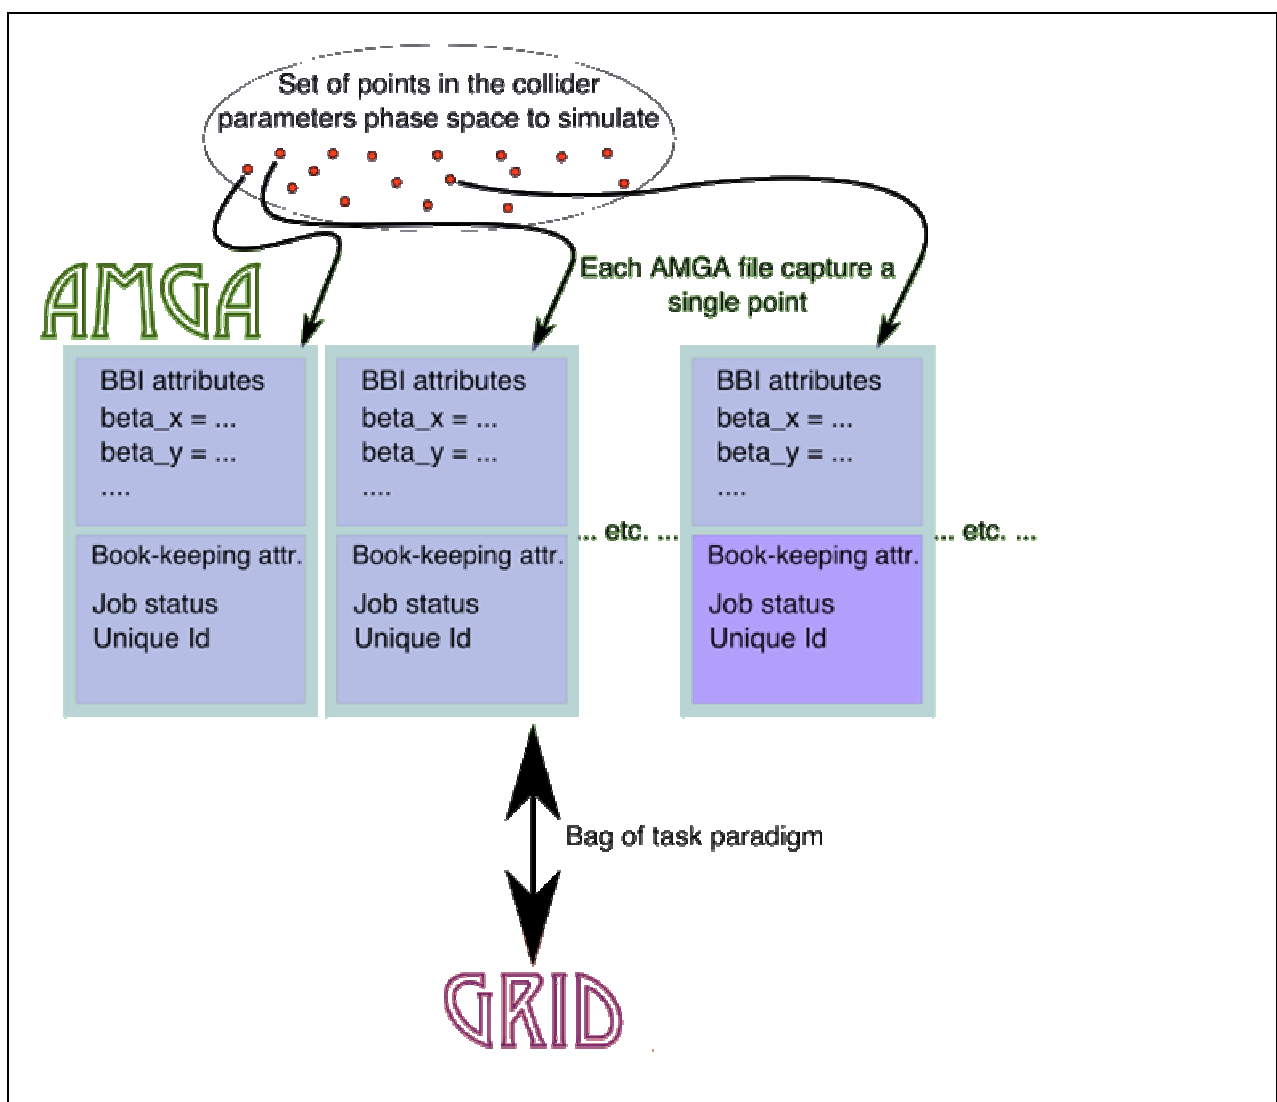 Set of points in the collider
parameters phase space to simulate
AMGA
Each AMGA file capture a
single point
BBI attributes
beta_x = ...
beta_y = ...
....
Book-keeping attr.
Job status
Unique Id
BBI attributes
beta_x = ...
beta_y = ...
....
Book-keeping attr.
Job status
Unique Id
... etc. ...
BBI attributes
beta_x = ...
beta_y = ...
....
Book-keeping attr.
Job status
Unique Id
... etc. ...
Bag of task paradigm
GRID